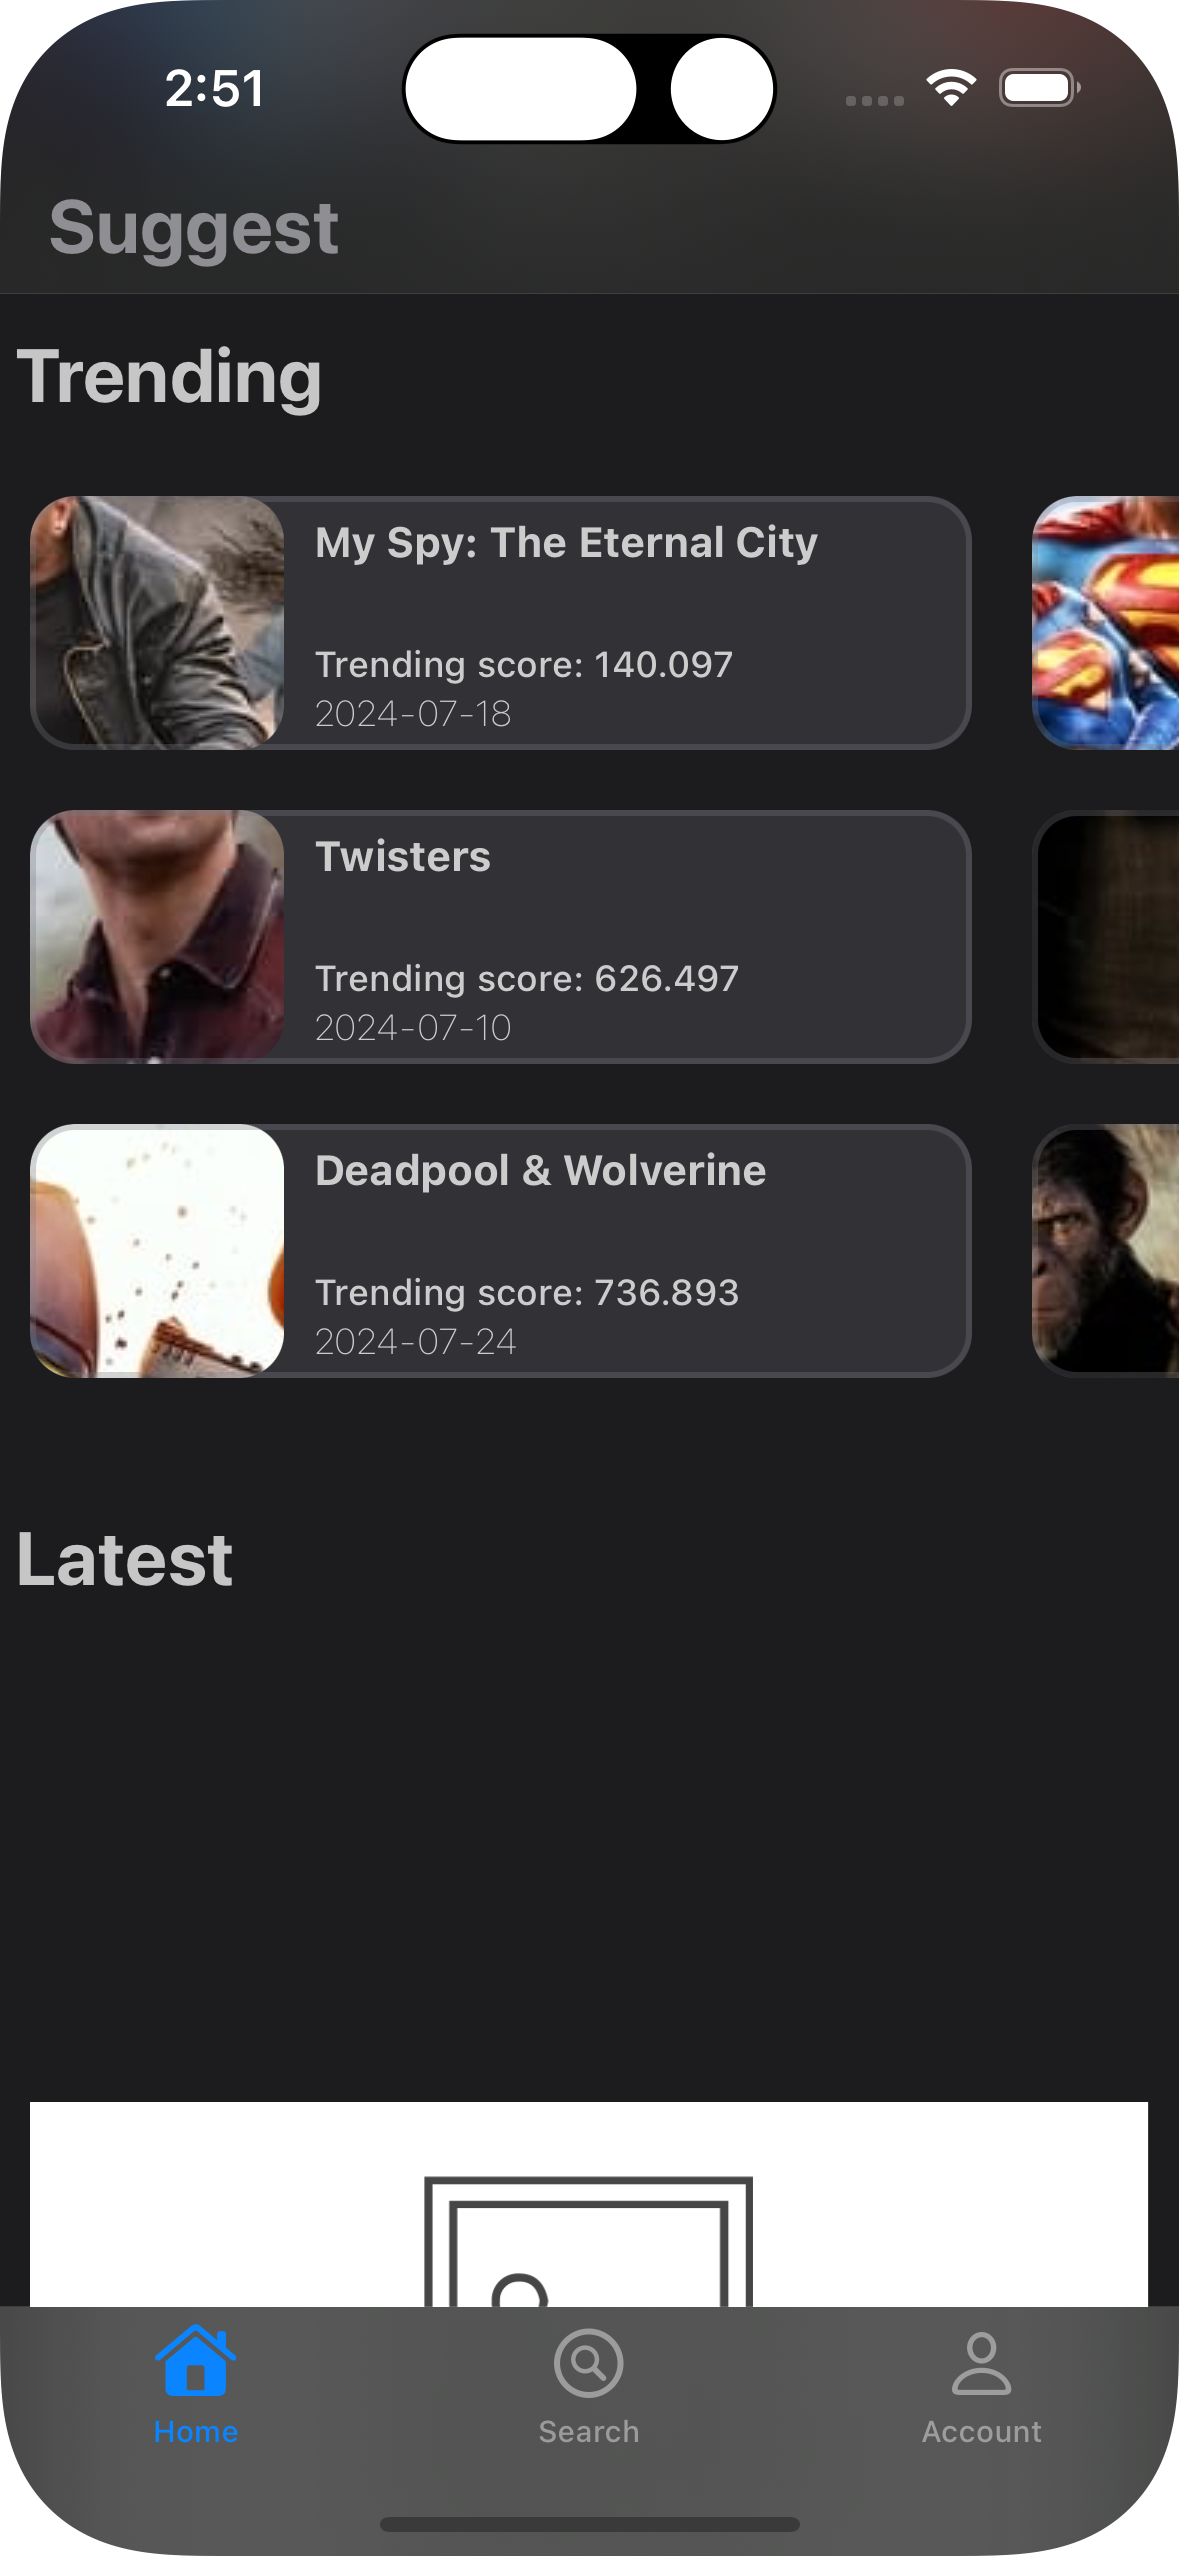 2:51
Suggest
Trending
My Spy: The Eternal City
Trending score: 140.097
2024-07-18
Twisters
Trending score: 626.497
2024-07-10
Deadpool & Wolverine
Trending score: 736.893
2024-07-24
Latest
Home
Search
Account